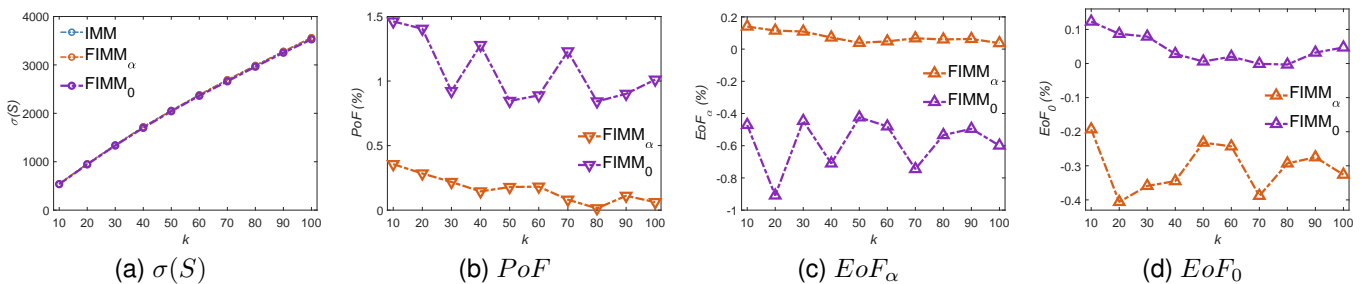 4000
3000
2000
1000
0
σ(S)
IMM
FIMMα
FIMM0
10 20 30 40 50 60 70 80 90 100
k
(a) σ(S)
1.5
1
0.5
0
PoF (%)
FIMMα
FIMM0
10 20 30 40 50 60 70 80 90 100
k
(b) PoF
0.2
0
-0.2
-0.4
-0.6
-0.8
-1
EoFα (%)
FIMMα
FIMM0
10 20 30 40 50 60 70 80 90 100
k
(c) EoFα
0.1
0
-0.1
-0.2
-0.3
-0.4
EoF0 (%)
FIMMα
FIMM0
10 20 30 40 50 60 70 80 90 100
k
(d) EoF0